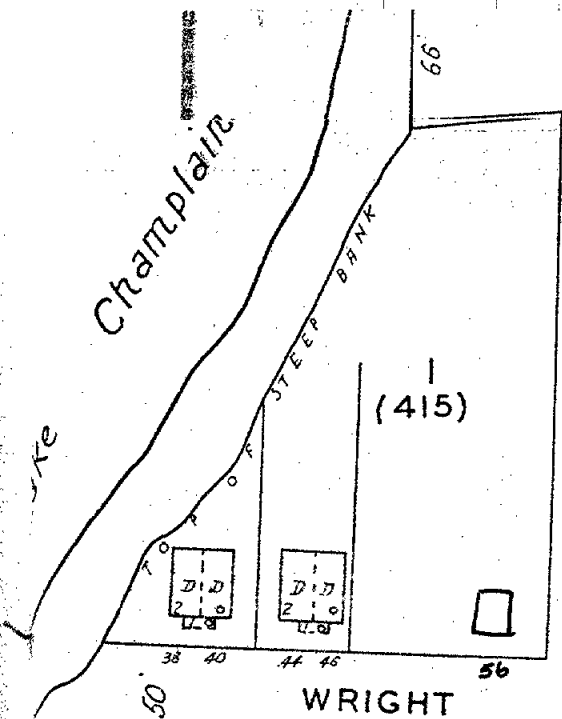 66
ke Champlain
TOP OF STEEP BANK
1
(415)
D D
2
D D
2
38 40 44 46 56
50
WRIGHT